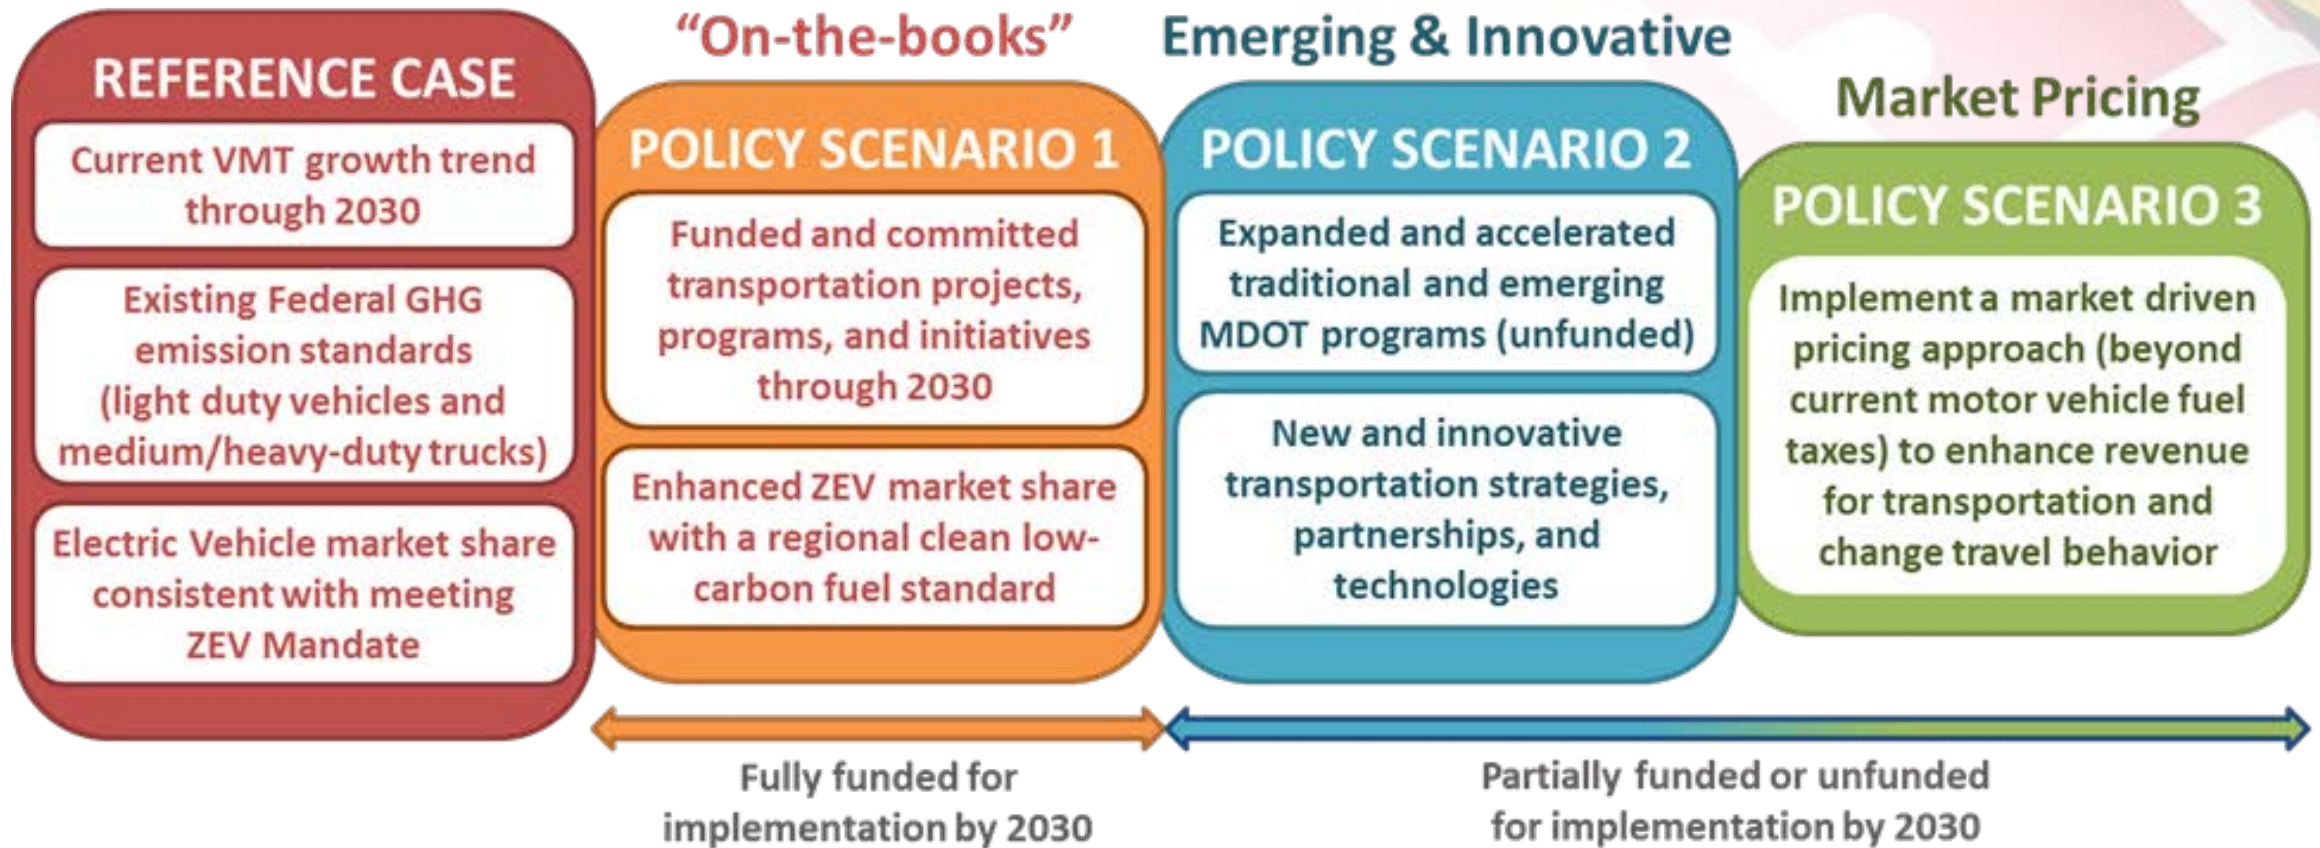 REFERENCE CASE
Current VMT growth trend
through 2030
Existing Federal GHG
emission standards
(light duty vehicles and
medium/heavy-duty trucks)
Electric Vehicle market share
consistent with meeting
ZEV Mandate
“On-the-books”
POLICY SCENARIO 1
Funded and committed
transportation projects,
programs, and initiatives
through 2030
Enhanced ZEV market share
with a regional clean low-
carbon fuel standard
Emerging & Innovative
POLICY SCENARIO 2
Expanded and accelerated
traditional and emerging
MDOT programs (unfunded)
New and innovative
transportation strategies,
partnerships, and
technologies
Market Pricing
POLICY SCENARIO 3
Implement a market driven
pricing approach (beyond
current motor vehicle fuel
taxes) to enhance revenue
for transportation and
change travel behavior
Fully funded for
implementation by 2030
Partially funded or unfunded
for implementation by 2030